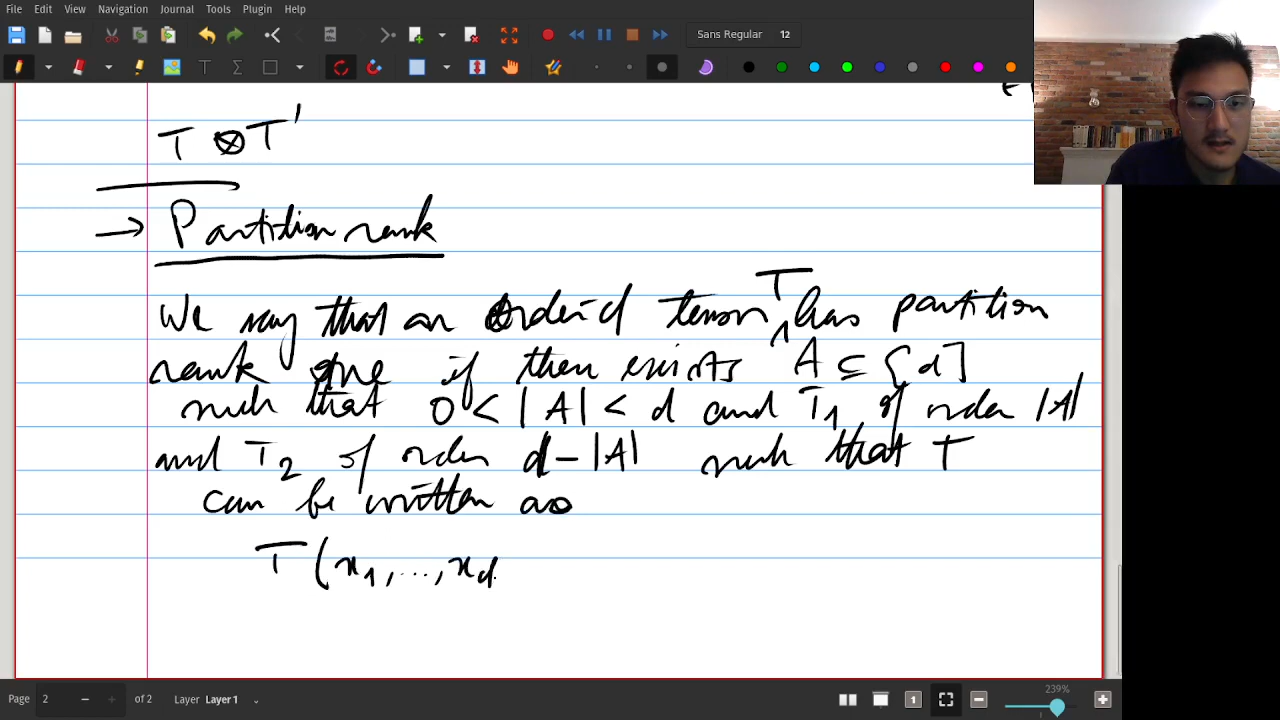 File Edit View Navigation Journal Tools Plugin Help
Sans Regular 12
T ⊗ T'
→ Partition rank
We say that an order-d tensor T has partition
rank one if there exists A ⊆ [d]
such that 0 < |A| < d and T₁ of order |A|
and T₂ of order d - |A| such that T
can be written as
T(x₁, ..., x_d
Page 2 of 2 Layer Layer 1 239%